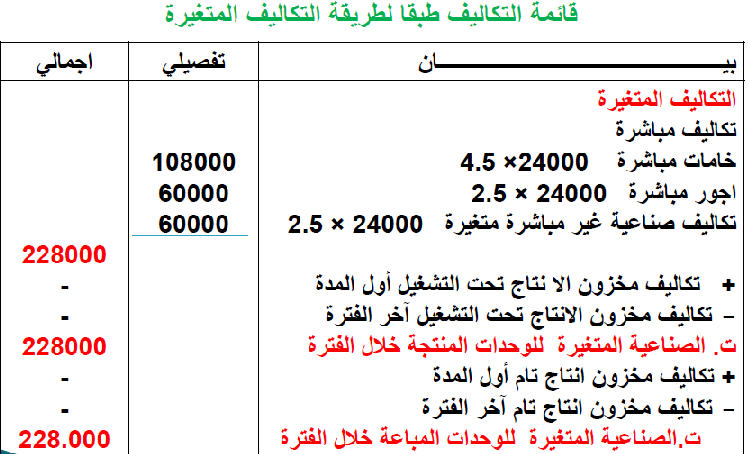 قائمة التكاليف طبقا لطريقة التكاليف المتغيرة
بيـــــــــــــــان تفصيلي اجمالي
التكاليف المتغيرة
تكاليف مباشرة
خامات مباشرة 24000× 4.5 108000
اجور مباشرة 24000 × 2.5 60000
تكاليف صناعية غير مباشرة متغيرة 24000 × 2.5 60000
228000
+ تكاليف مخزون الا نتاج تحت التشغيل أول المدة -
– تكاليف مخزون الانتاج تحت التشغيل آخر الفترة -
ت. الصناعية المتغيرة للوحدات المنتجة خلال الفترة 228000
+ تكاليف مخزون انتاج تام أول المدة -
– تكاليف مخزون انتاج تام آخر الفترة -
ت.الصناعية المتغيرة للوحدات المباعة خلال الفترة 228.000